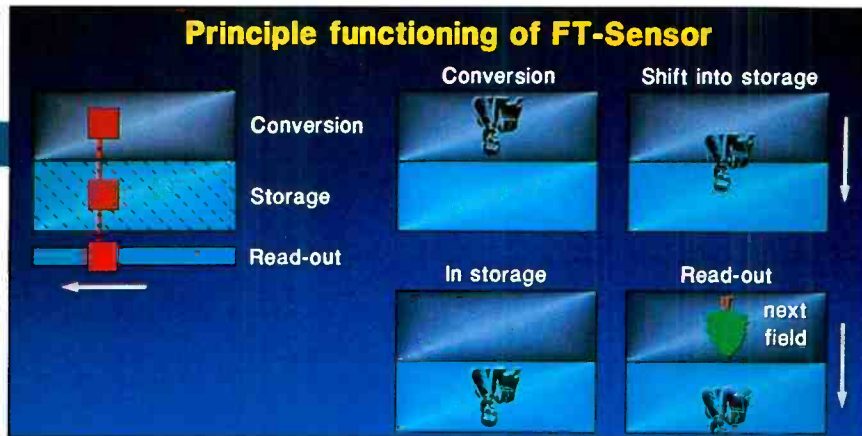 Principle functioning of FT-Sensor
Conversion
Storage
Read-out
Conversion
Shift into storage
In storage
Read-out
next
field